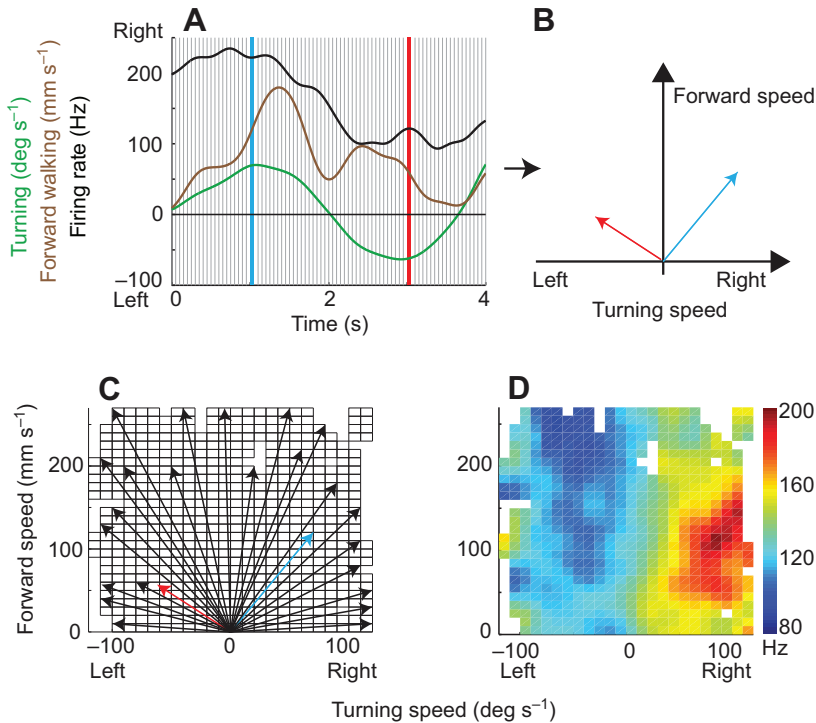 A
Right
200
100
0
–100
Left
0
2
4
Time (s)
Turning (deg s–1)
Forward walking (mm s–1)
Firing rate (Hz)
B
Forward speed
Left
Right
Turning speed
C
Forward speed (mm s–1)
200
100
0
–100
0
100
Left
Right
D
200
100
0
–100
0
100
Left
Right
200
160
120
80
Hz
Turning speed (deg s–1)